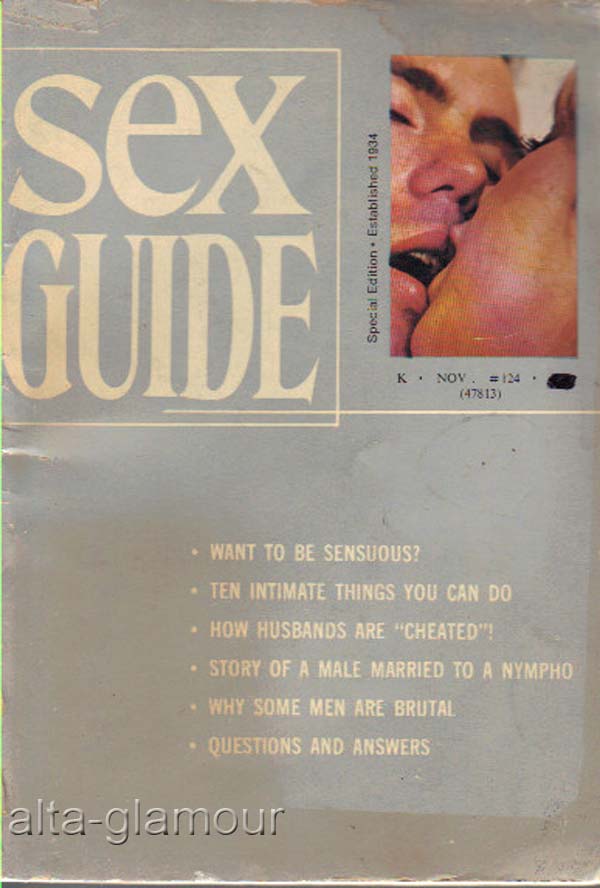 sex
GUIDE
Special Edition • Established 1934
K • NOV. #124 •
(47813)
• WANT TO BE SENSUOUS?
• TEN INTIMATE THINGS YOU CAN DO
• HOW HUSBANDS ARE "CHEATED"!
• STORY OF A MALE MARRIED TO A NYMPHO
• WHY SOME MEN ARE BRUTAL
• QUESTIONS AND ANSWERS
alta-glamour